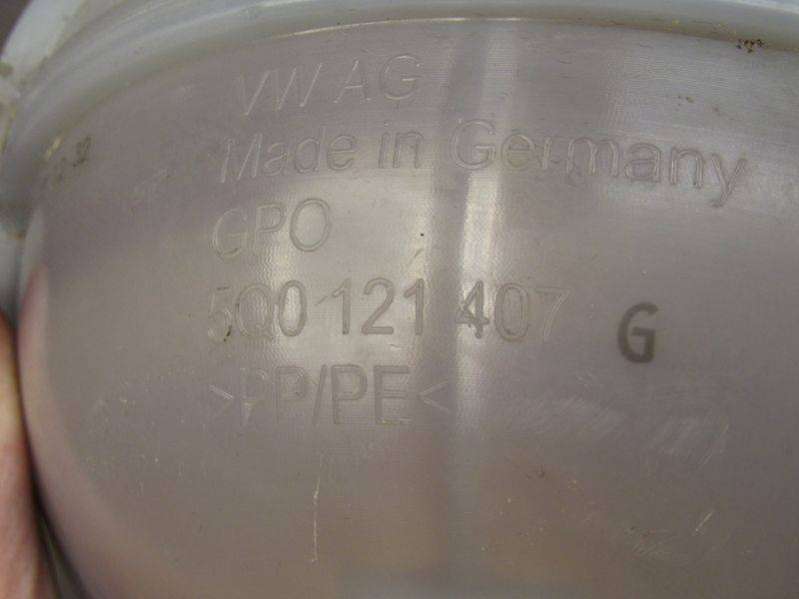 VW AG
Made in Germany
GPO
5Q0 121 407 G
>PP/PE<